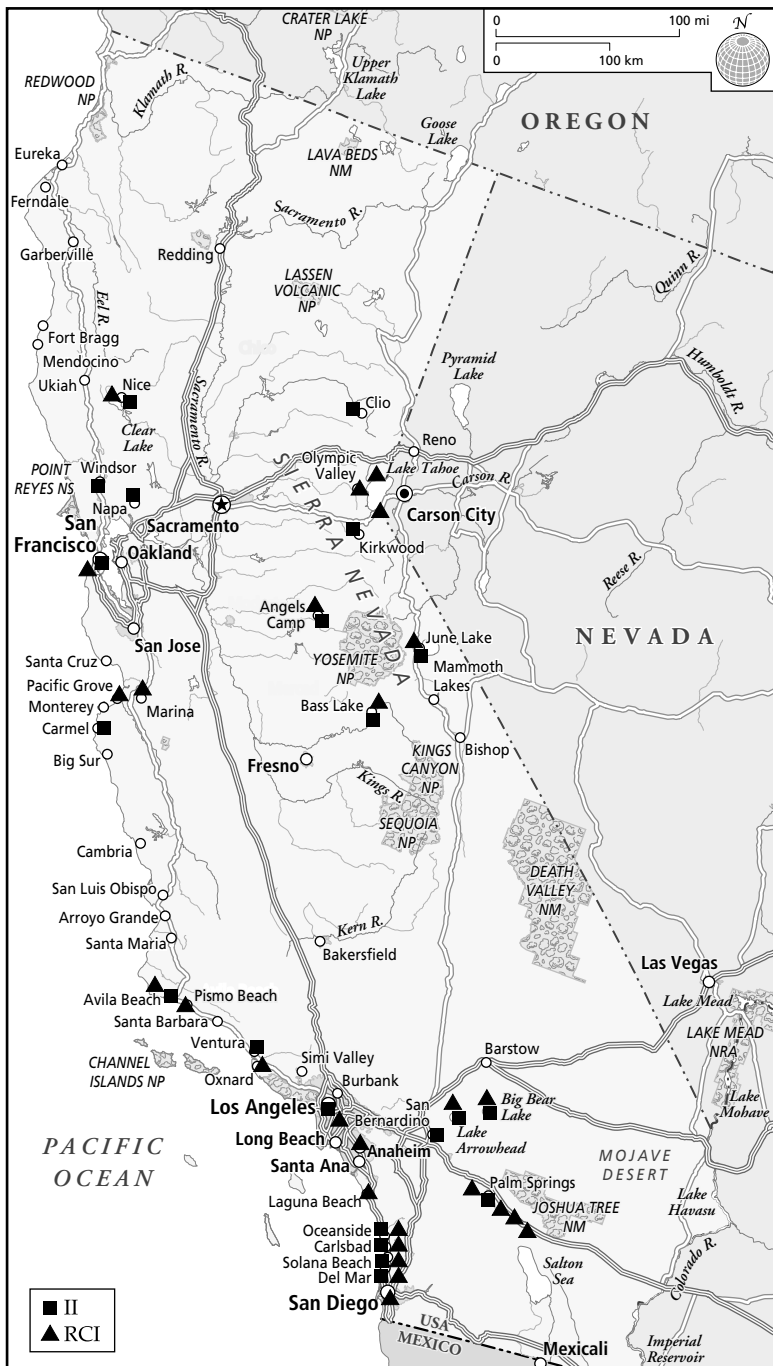 0
100 mi
0
100 km
N
CRATER LAKE
NP
REDWOOD
NP
Klamath R.
Upper
Klamath
Lake
Goose
Lake
OREGON
LAVA BEDS
NM
Eureka
Ferndale
Sacramento R.
Garberville
Redding
Quinn R.
LASSEN
VOLCANIC
NP
Eel R.
Fort Bragg
Mendocino
Pyramid
Lake
Humboldt R.
Ukiah
Nice
Sacramento R.
Clio
Clear
Lake
Reno
Olympic
Valley
Lake Tahoe
POINT
REYES NS
Windsor
Carson R.
Napa
SIERRA NEVADA
San
Francisco
Sacramento
Carson City
Oakland
Kirkwood
Reese R.
Angels
Camp
NEVADA
San Jose
June Lake
YOSEMITE
NP
Mammoth
Lakes
Santa Cruz
Pacific Grove
Monterey
Marina
Bass Lake
Carmel
Big Sur
Fresno
KINGS
CANYON
NP
Bishop
Kings R.
SEQUOIA
NP
Cambria
DEATH
VALLEY
NM
San Luis Obispo
Arroyo Grande
Santa Maria
Kern R.
Bakersfield
Las Vegas
Avila Beach
Pismo Beach
Lake Mead
Santa Barbara
LAKE MEAD
NRA
Ventura
Simi Valley
Barstow
CHANNEL
ISLANDS NP
Oxnard
Burbank
Lake
Mohave
Los Angeles
San
Bernardino
Big Bear
Lake
Long Beach
Anaheim
Lake
Arrowhead
PACIFIC
OCEAN
Santa Ana
MOJAVE
DESERT
Laguna Beach
Palm Springs
JOSHUA TREE
NM
Lake
Havasu
Oceanside
Carlsbad
Solana Beach
Del Mar
Salton
Sea
Colorado R.
San Diego
II
RCI
USA
MEXICO
Mexicali
Imperial
Reservoir